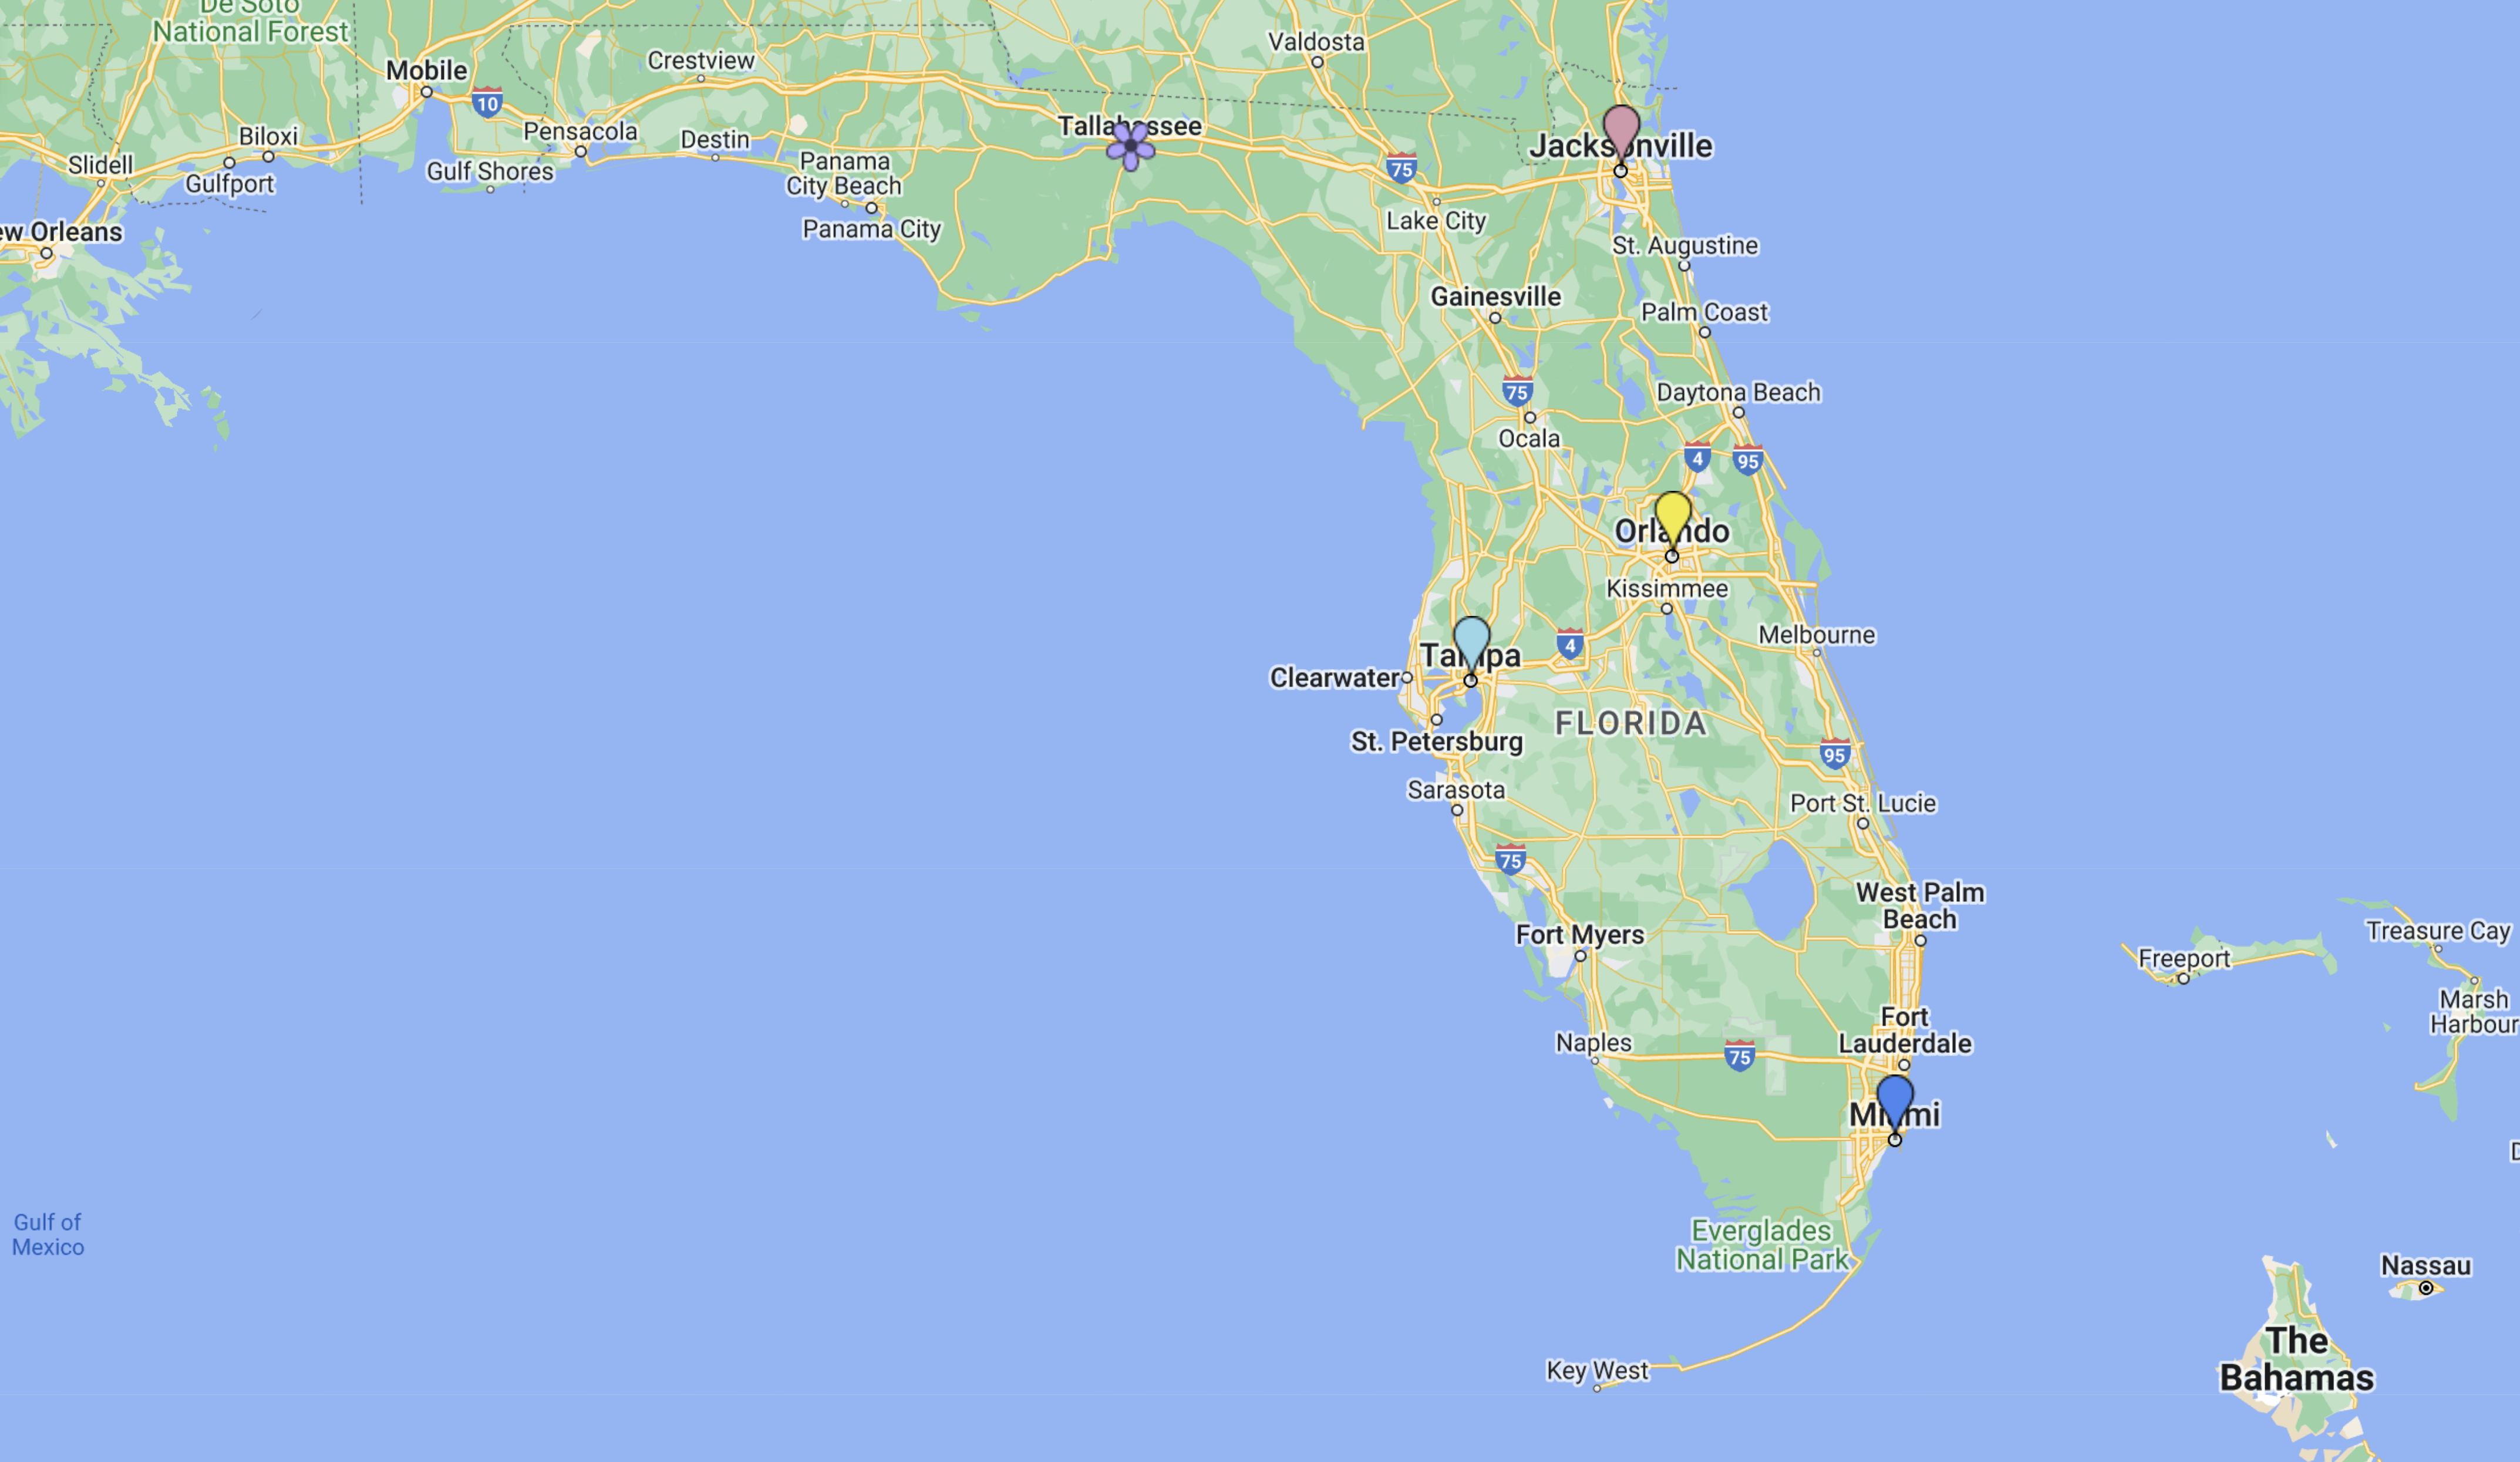 De Soto
National Forest
Valdosta
Crestview
Mobile
10
Tallahassee
Pensacola
Destin
Biloxi
Jacksonville
Panama
City Beach
75
Slidell
Gulf Shores
Gulfport
Lake City
Panama City
ew Orleans
St. Augustine
Gainesville
Palm Coast
75
Daytona Beach
Ocala
4
95
Orlando
Kissimmee
Melbourne
4
Tampa
Clearwater
FLORIDA
St. Petersburg
95
Sarasota
Port St. Lucie
75
West Palm
Beach
Fort Myers
Treasure Cay
Freeport
Marsh
Harbour
Fort
Lauderdale
Naples
75
Miami
D
Gulf of
Mexico
Everglades
National Park
Nassau
The
Bahamas
Key West